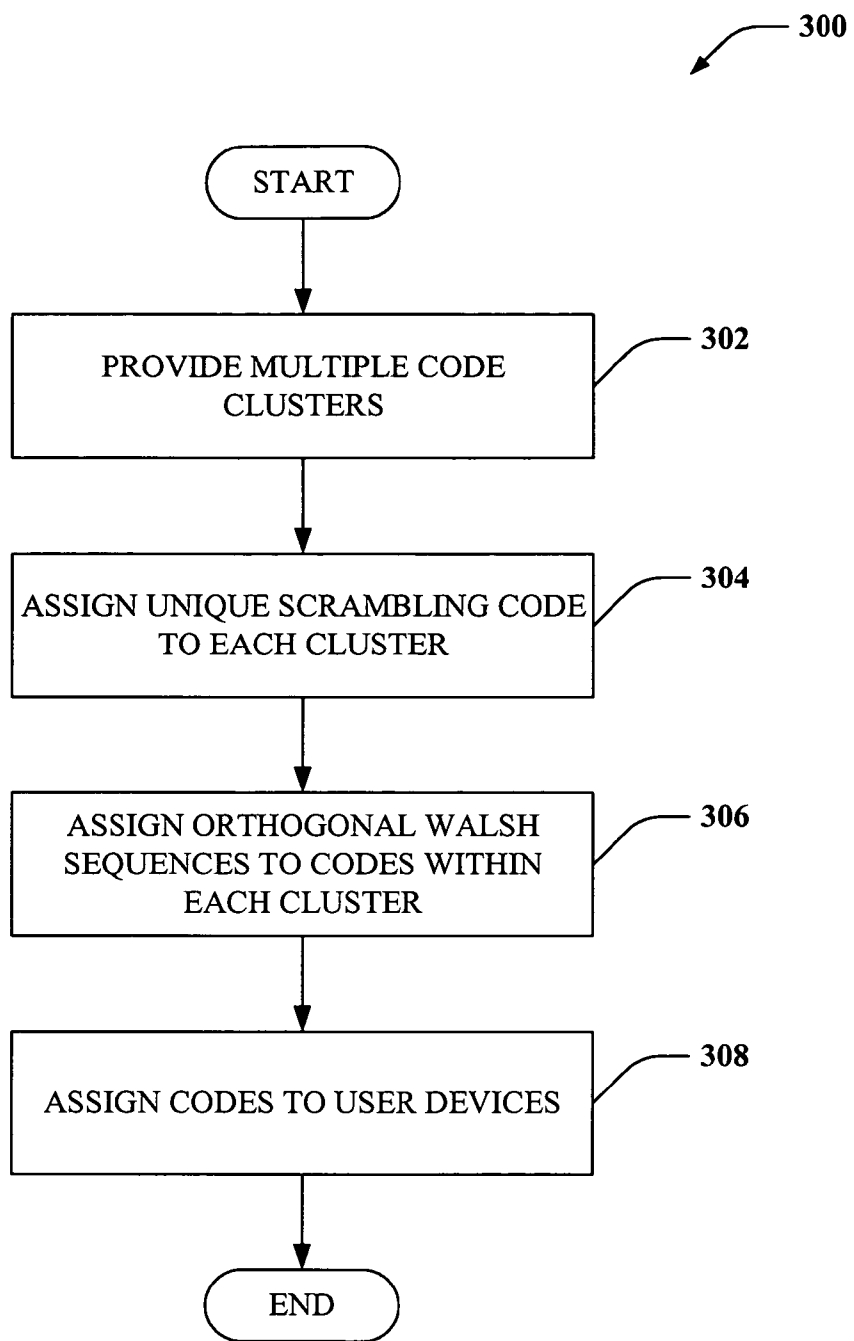 300
START
PROVIDE MULTIPLE CODE
CLUSTERS
302
ASSIGN UNIQUE SCRAMBLING CODE
TO EACH CLUSTER
304
ASSIGN ORTHOGONAL WALSH
SEQUENCES TO CODES WITHIN
EACH CLUSTER
306
ASSIGN CODES TO USER DEVICES
308
END